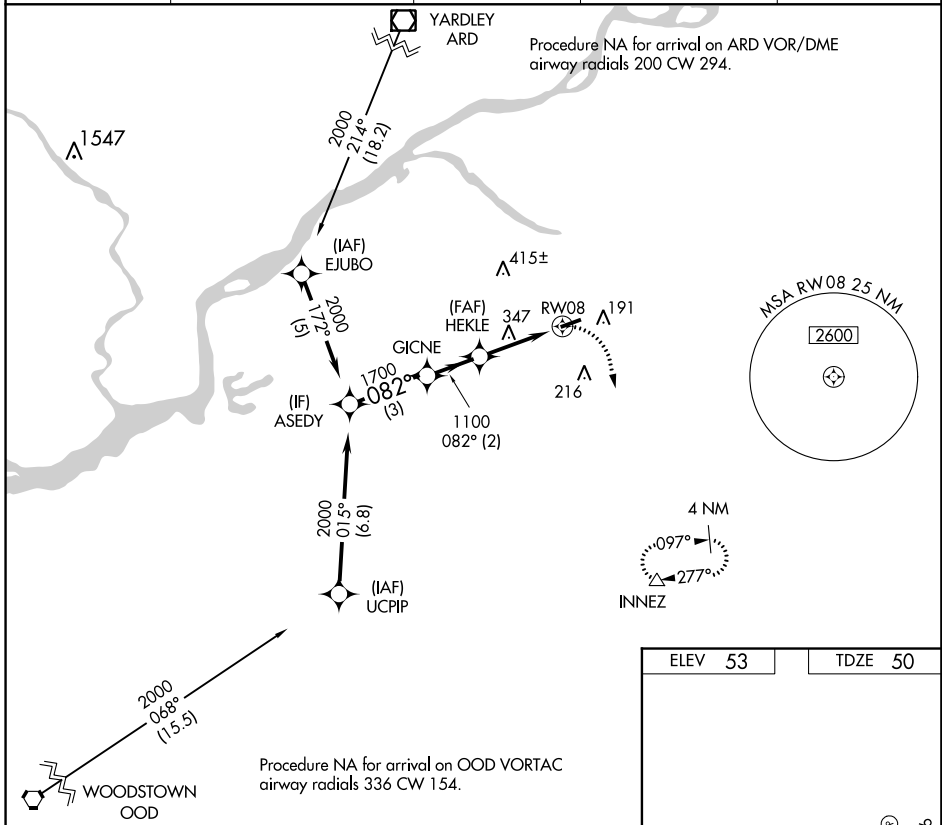 YARDLEY
ARD
Procedure NA for arrival on ARD VOR/DME
airway radials 200 CW 294.
2000
214°
(18.2)
1547
(IAF)
EJUBO
2000
172°
(5)
415±
(FAF)
HEKLE
347
RW08
191
MSA RW08 25 NM
2600
GICNE
(IF)
ASEDY
1700
082°
(3)
216
1100
082° (2)
2000
015°
(6.8)
4 NM
097°
277°
INNEZ
(IAF)
UCPIP
ELEV 53
TDZE 50
2000
068°
(15.5)
Procedure NA for arrival on OOD VORTAC
airway radials 336 CW 154.
WOODSTOWN
OOD